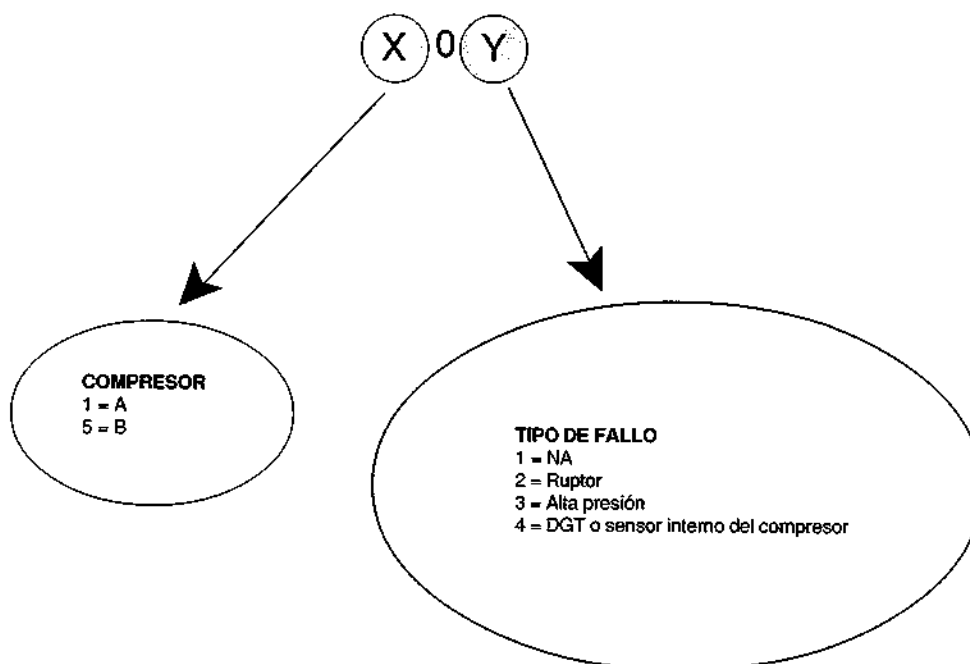 X 0 Y
COMPRESOR
1 = A
5 = B
TIPO DE FALLO
1 = NA
2 = Ruptor
3 = Alta presión
4 = DGT o sensor interno del compresor